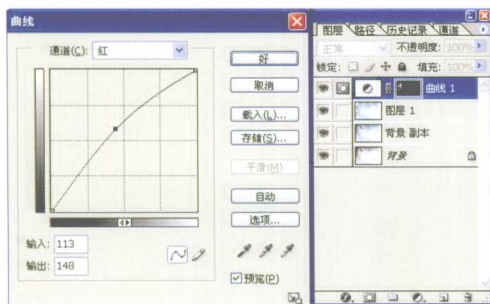 曲线
通道(C): 红
好
取消
载入(L)...
存储(S)...
平滑(M)
自动
选项...
输入: 113
输出: 148
预览(P)
图层 路径 历史记录 通道
正常 不透明度: 100%
锁定: 填充: 100%
曲线 1
图层 1
背景 副本
背景